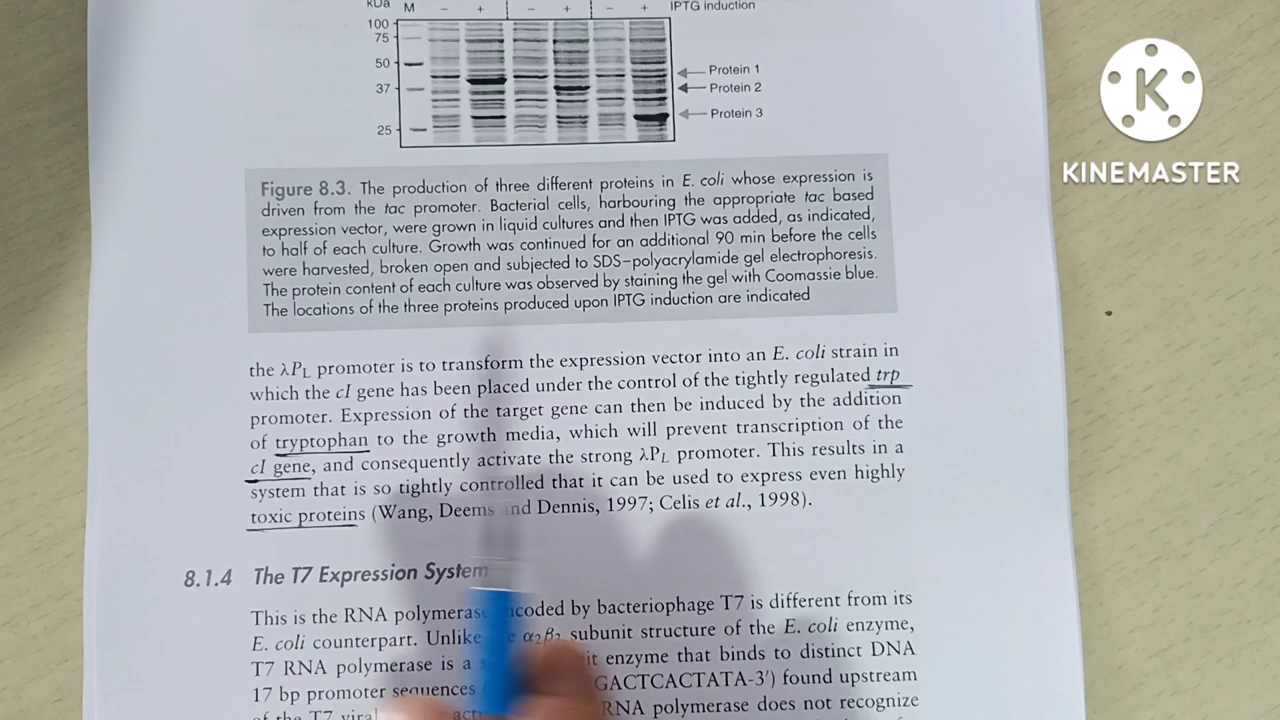 kDa M − + − + − + IPTG induction
100
75
50
37
25
Protein 1
Protein 2
Protein 3
K
KINEMASTER
Figure 8.3. The production of three different proteins in E. coli whose expression is
driven from the tac promoter. Bacterial cells, harbouring the appropriate tac based
expression vector, were grown in liquid cultures and then IPTG was added, as indicated,
to half of each culture. Growth was continued for an additional 90 min before the cells
were harvested, broken open and subjected to SDS–polyacrylamide gel electrophoresis.
The protein content of each culture was observed by staining the gel with Coomassie blue.
The locations of the three proteins produced upon IPTG induction are indicated
the λPL promoter is to transform the expression vector into an E. coli strain in
which the cI gene has been placed under the control of the tightly regulated trp
promoter. Expression of the target gene can then be induced by the addition
of tryptophan to the growth media, which will prevent transcription of the
cI gene, and consequently activate the strong λPL promoter. This results in a
system that is so tightly controlled that it can be used to express even highly
toxic proteins (Wang, Deems and Dennis, 1997; Celis et al., 1998).
8.1.4 The T7 Expression System
This is the RNA polymerase encoded by bacteriophage T7 is different from its
E. coli counterpart. Unlike α2β2 subunit structure of the E. coli enzyme,
T7 RNA polymerase is a enzyme that binds to distinct DNA
17 bp promoter sequences GACTCACTATA-3′) found upstream
of the T7 viral RNA polymerase does not recognize